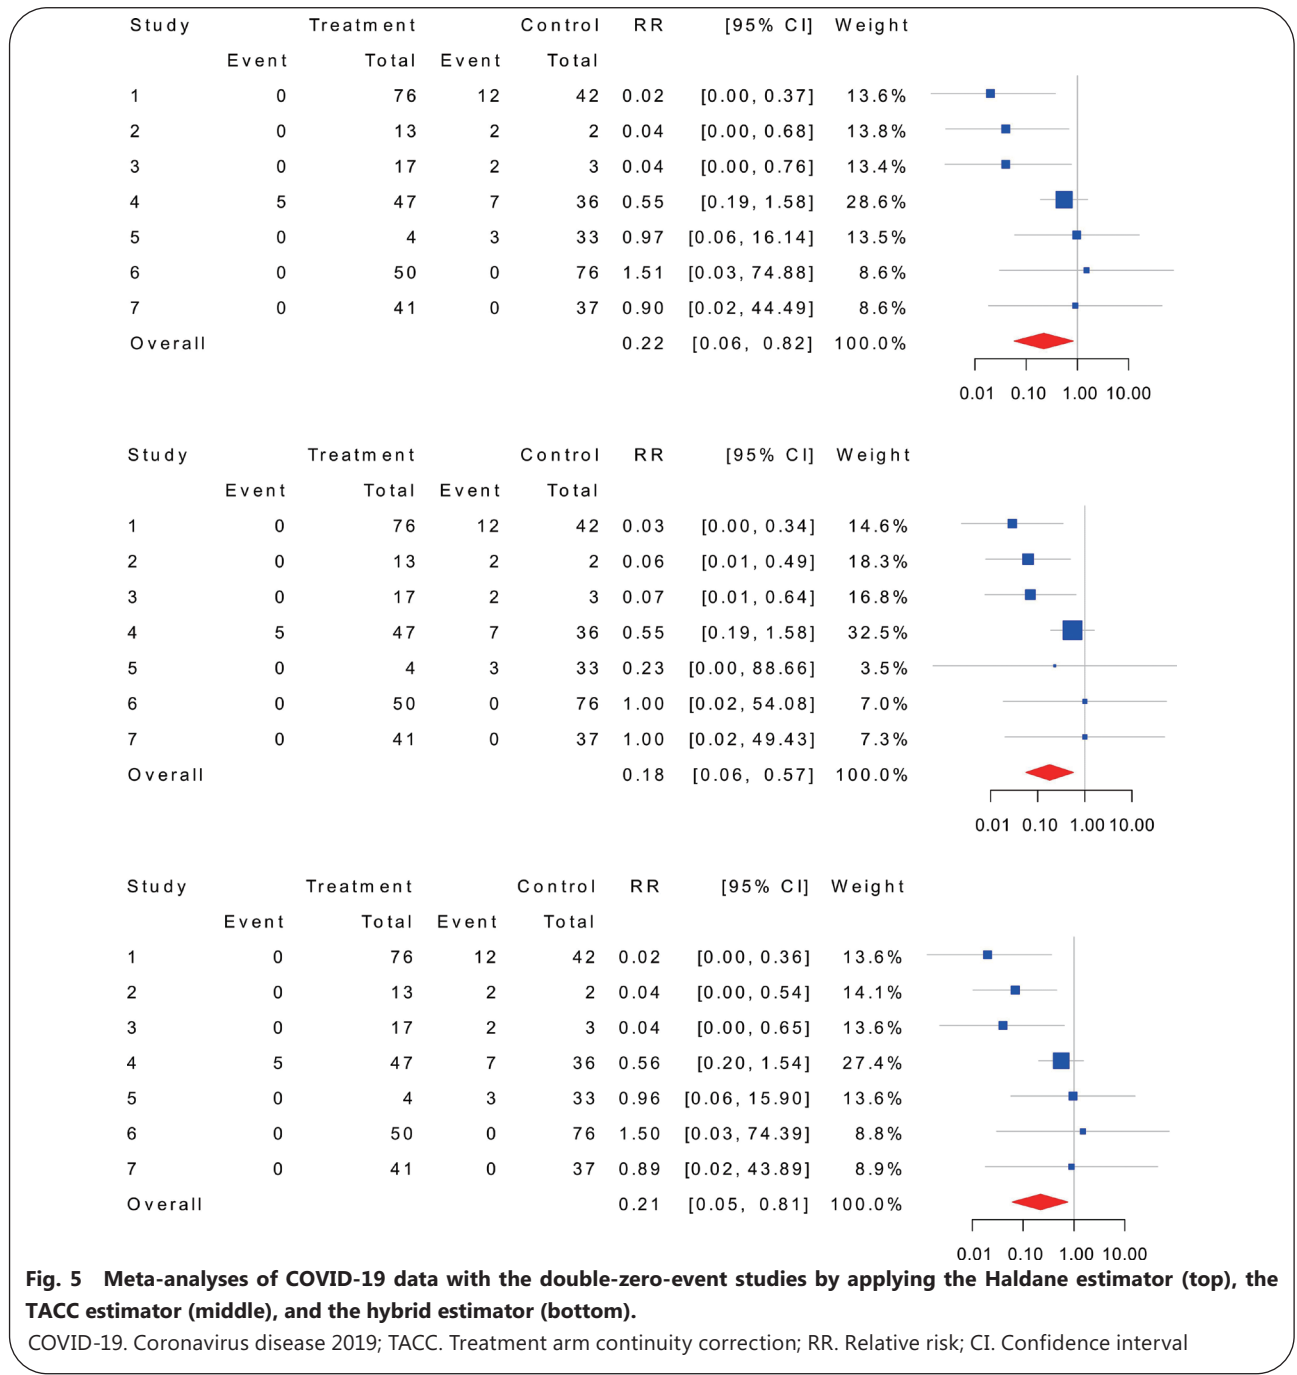 Study Treatment Control RR [95% CI] Weight
Event Total Event Total
1 0 76 12 42 0.02 [0.00, 0.37] 13.6%
2 0 13 2 2 0.04 [0.00, 0.68] 13.8%
3 0 17 2 3 0.04 [0.00, 0.76] 13.4%
4 5 47 7 36 0.55 [0.19, 1.58] 28.6%
5 0 4 3 33 0.97 [0.06, 16.14] 13.5%
6 0 50 0 76 1.51 [0.03, 74.88] 8.6%
7 0 41 0 37 0.90 [0.02, 44.49] 8.6%
Overall 0.22 [0.06, 0.82] 100.0%
0.01 0.10 1.00 10.00
Study Treatment Control RR [95% CI] Weight
Event Total Event Total
1 0 76 12 42 0.03 [0.00, 0.34] 14.6%
2 0 13 2 2 0.06 [0.01, 0.49] 18.3%
3 0 17 2 3 0.07 [0.01, 0.64] 16.8%
4 5 47 7 36 0.55 [0.19, 1.58] 32.5%
5 0 4 3 33 0.23 [0.00, 88.66] 3.5%
6 0 50 0 76 1.00 [0.02, 54.08] 7.0%
7 0 41 0 37 1.00 [0.02, 49.43] 7.3%
Overall 0.18 [0.06, 0.57] 100.0%
0.01 0.10 1.00 10.00
Study Treatment Control RR [95% CI] Weight
Event Total Event Total
1 0 76 12 42 0.02 [0.00, 0.36] 13.6%
2 0 13 2 2 0.04 [0.00, 0.54] 14.1%
3 0 17 2 3 0.04 [0.00, 0.65] 13.6%
4 5 47 7 36 0.56 [0.20, 1.54] 27.4%
5 0 4 3 33 0.96 [0.06, 15.90] 13.6%
6 0 50 0 76 1.50 [0.03, 74.39] 8.8%
7 0 41 0 37 0.89 [0.02, 43.89] 8.9%
Overall 0.21 [0.05, 0.81] 100.0%
0.01 0.10 1.00 10.00
Fig. 5 Meta-analyses of COVID-19 data with the double-zero-event studies by applying the Haldane estimator (top), the
TACC estimator (middle), and the hybrid estimator (bottom).
COVID-19. Coronavirus disease 2019; TACC. Treatment arm continuity correction; RR. Relative risk; CI. Confidence interval